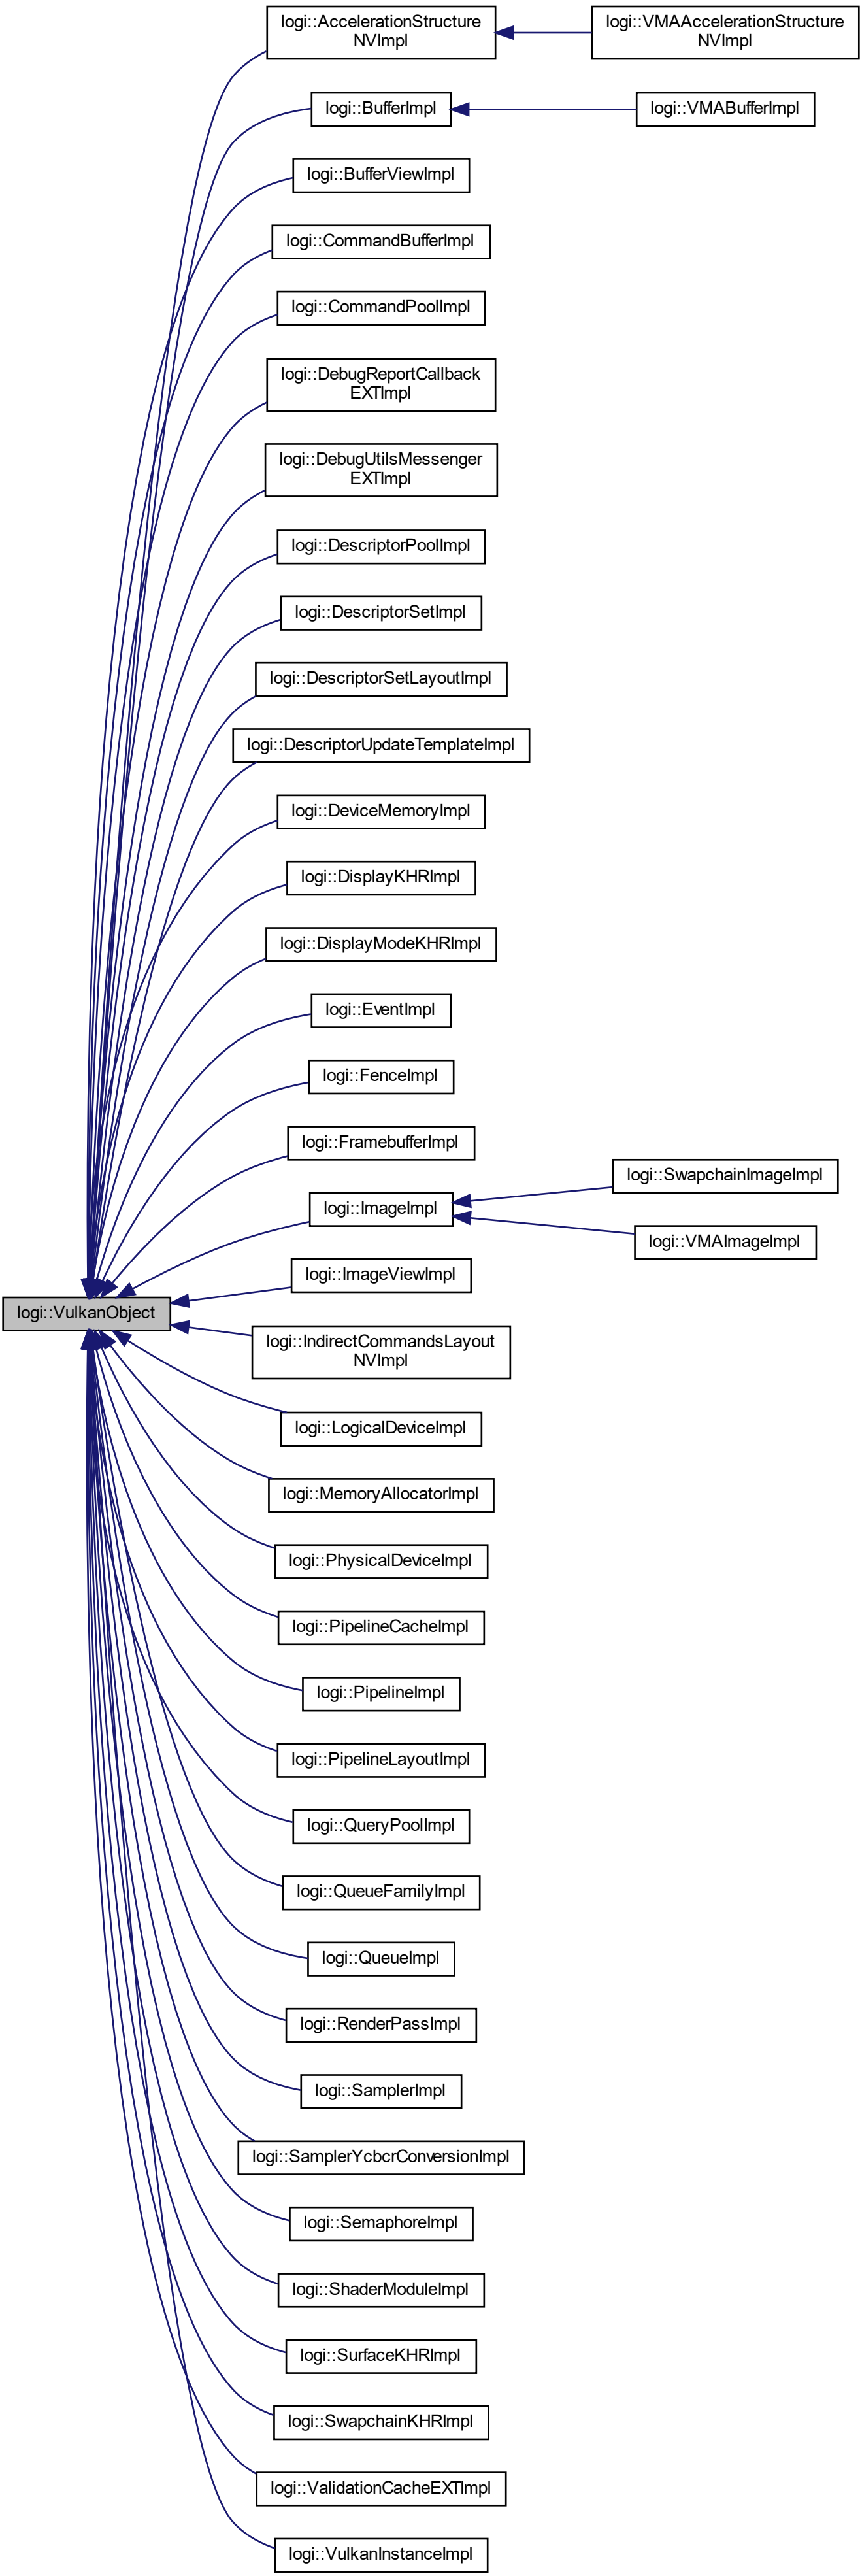 logi::AccelerationStructure
NVImpl
logi::VMAAccelerationStructure
NVImpl
logi::BufferImpl
logi::VMABufferImpl
logi::BufferViewImpl
logi::CommandBufferImpl
logi::CommandPoolImpl
logi::DebugReportCallback
EXTImpl
logi::DebugUtilsMessenger
EXTImpl
logi::DescriptorPoolImpl
logi::DescriptorSetImpl
logi::DescriptorSetLayoutImpl
logi::DescriptorUpdateTemplateImpl
logi::DeviceMemoryImpl
logi::DisplayKHRImpl
logi::DisplayModeKHRImpl
logi::EventImpl
logi::FenceImpl
logi::FramebufferImpl
logi::ImageImpl
logi::SwapchainImageImpl
logi::VMAImageImpl
logi::ImageViewImpl
logi::VulkanObject
logi::IndirectCommandsLayout
NVImpl
logi::LogicalDeviceImpl
logi::MemoryAllocatorImpl
logi::PhysicalDeviceImpl
logi::PipelineCacheImpl
logi::PipelineImpl
logi::PipelineLayoutImpl
logi::QueryPoolImpl
logi::QueueFamilyImpl
logi::QueueImpl
logi::RenderPassImpl
logi::SamplerImpl
logi::SamplerYcbcrConversionImpl
logi::SemaphoreImpl
logi::ShaderModuleImpl
logi::SurfaceKHRImpl
logi::SwapchainKHRImpl
logi::ValidationCacheEXTImpl
logi::VulkanInstanceImpl